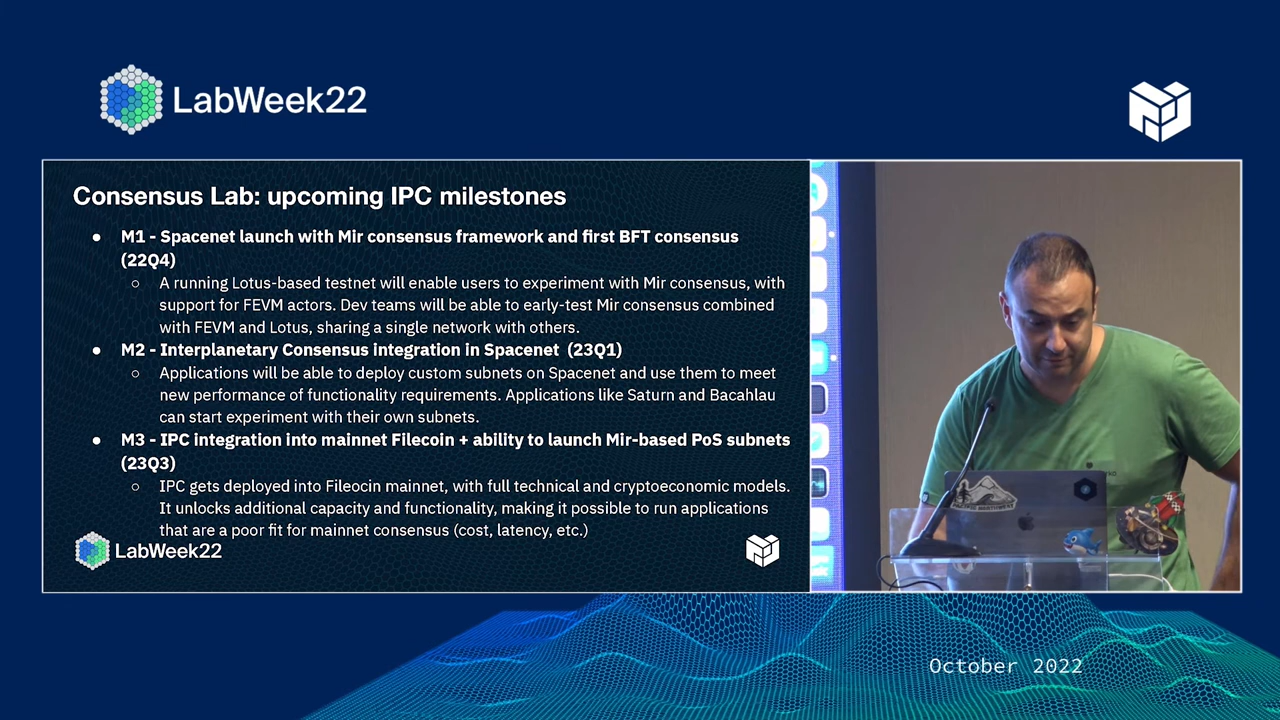 LabWeek22
Consensus Lab: upcoming IPC milestones
M1 - Spacenet launch with Mir consensus framework and first BFT consensus
(22Q4)
A running Lotus-based testnet will enable users to experiment with Mir consensus, with
support for FEVM actors. Dev teams will be able to early test Mir consensus combined
with FEVM and Lotus, sharing a single network with others.
M2 - Interplanetary Consensus integration in Spacenet (23Q1)
Applications will be able to deploy custom subnets on Spacenet and use them to meet
new performance of functionality requirements. Applications like Saturn and Bacahlau
can start experiment with their own subnets.
M3 - IPC integration into mainnet Filecoin + ability to launch Mir-based PoS subnets
(23Q3)
IPC gets deployed into Fileocin mainnet, with full technical and cryptoeconomic models.
It unlocks additional capacity and functionality, making it possible to run applications
that are a poor fit for mainnet consensus (cost, latency, etc.)
LabWeek22
PACIFIC NORTHWEST
October 2022